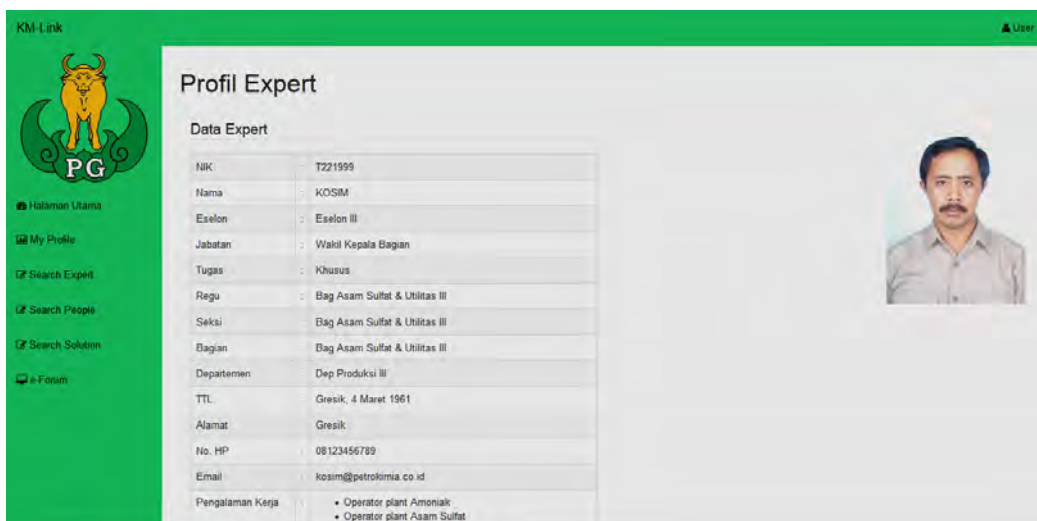 KM-Link
User
PG
Profil Expert
Data Expert
NIK : T221999
Nama : KOSIM
Eselon : Eselon III
Jabatan : Wakil Kepala Bagian
Tugas : Khusus
Regu : Bag Asam Sulfat & Utilitas III
Seksi : Bag Asam Sulfat & Utilitas III
Bagian : Bag Asam Sulfat & Utilitas III
Departemen : Dep Produksi III
TTL : Gresik, 4 Maret 1961
Alamat : Gresik
No. HP : 08123456789
Email : kosim@petrokimia.co.id
Pengalaman Kerja : • Operator plant Amoniak
• Operator plant Asam Sulfat
Halaman Utama
My Profile
Search Expert
Search People
Search Solution
e-Forum